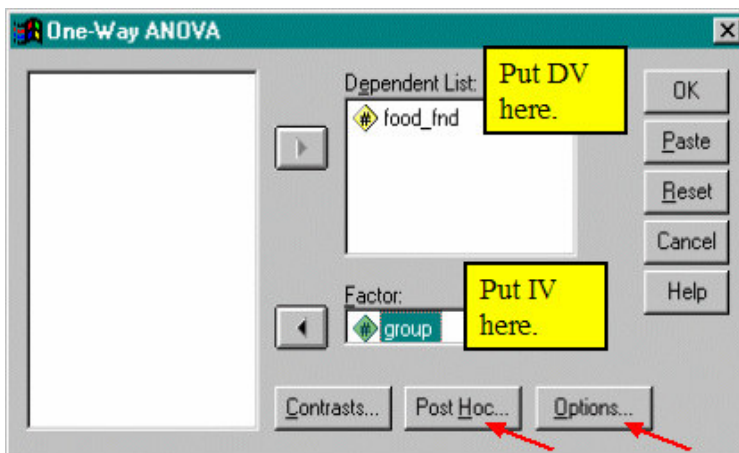 One-Way ANOVA
Dependent List:
Put DV
here.
food_fnd
OK
Paste
Reset
Cancel
Help
Factor:
Put IV
here.
group
Contrasts...
Post Hoc...
Options...